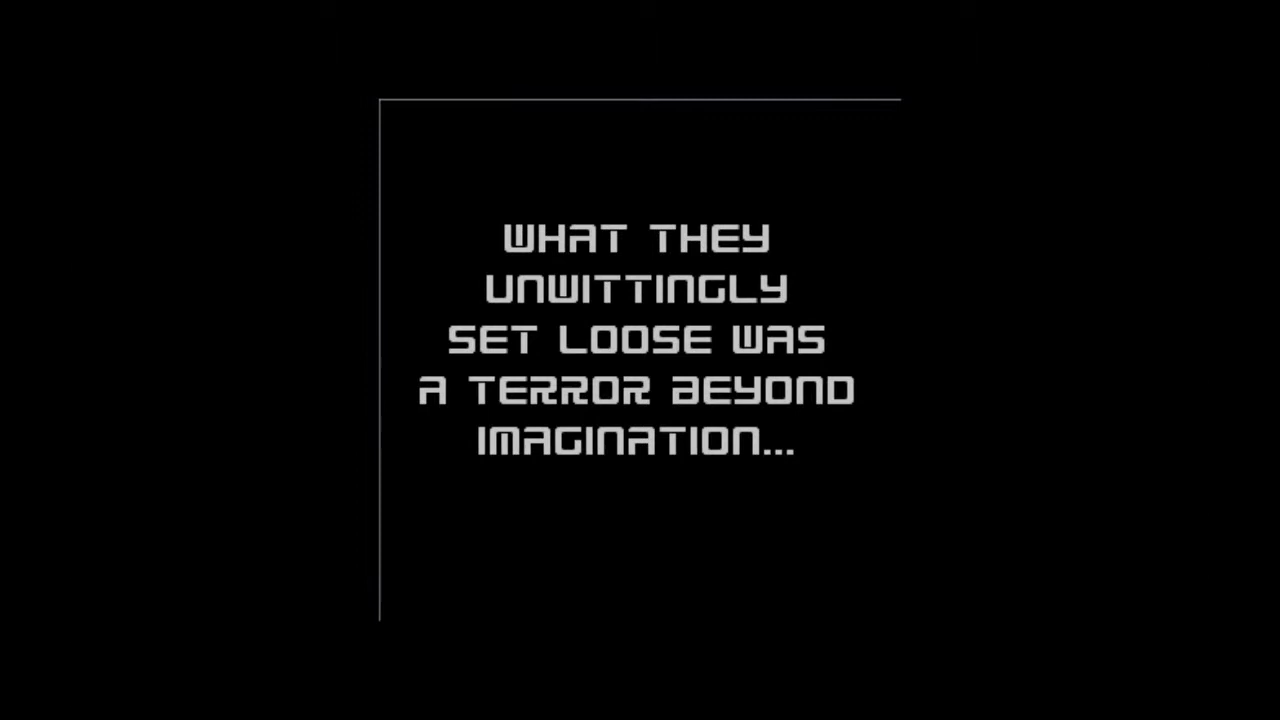 WHAT THEY
UNWITTINGLY
SET LOOSE WAS
A TERROR BEYOND
IMAGINATION...